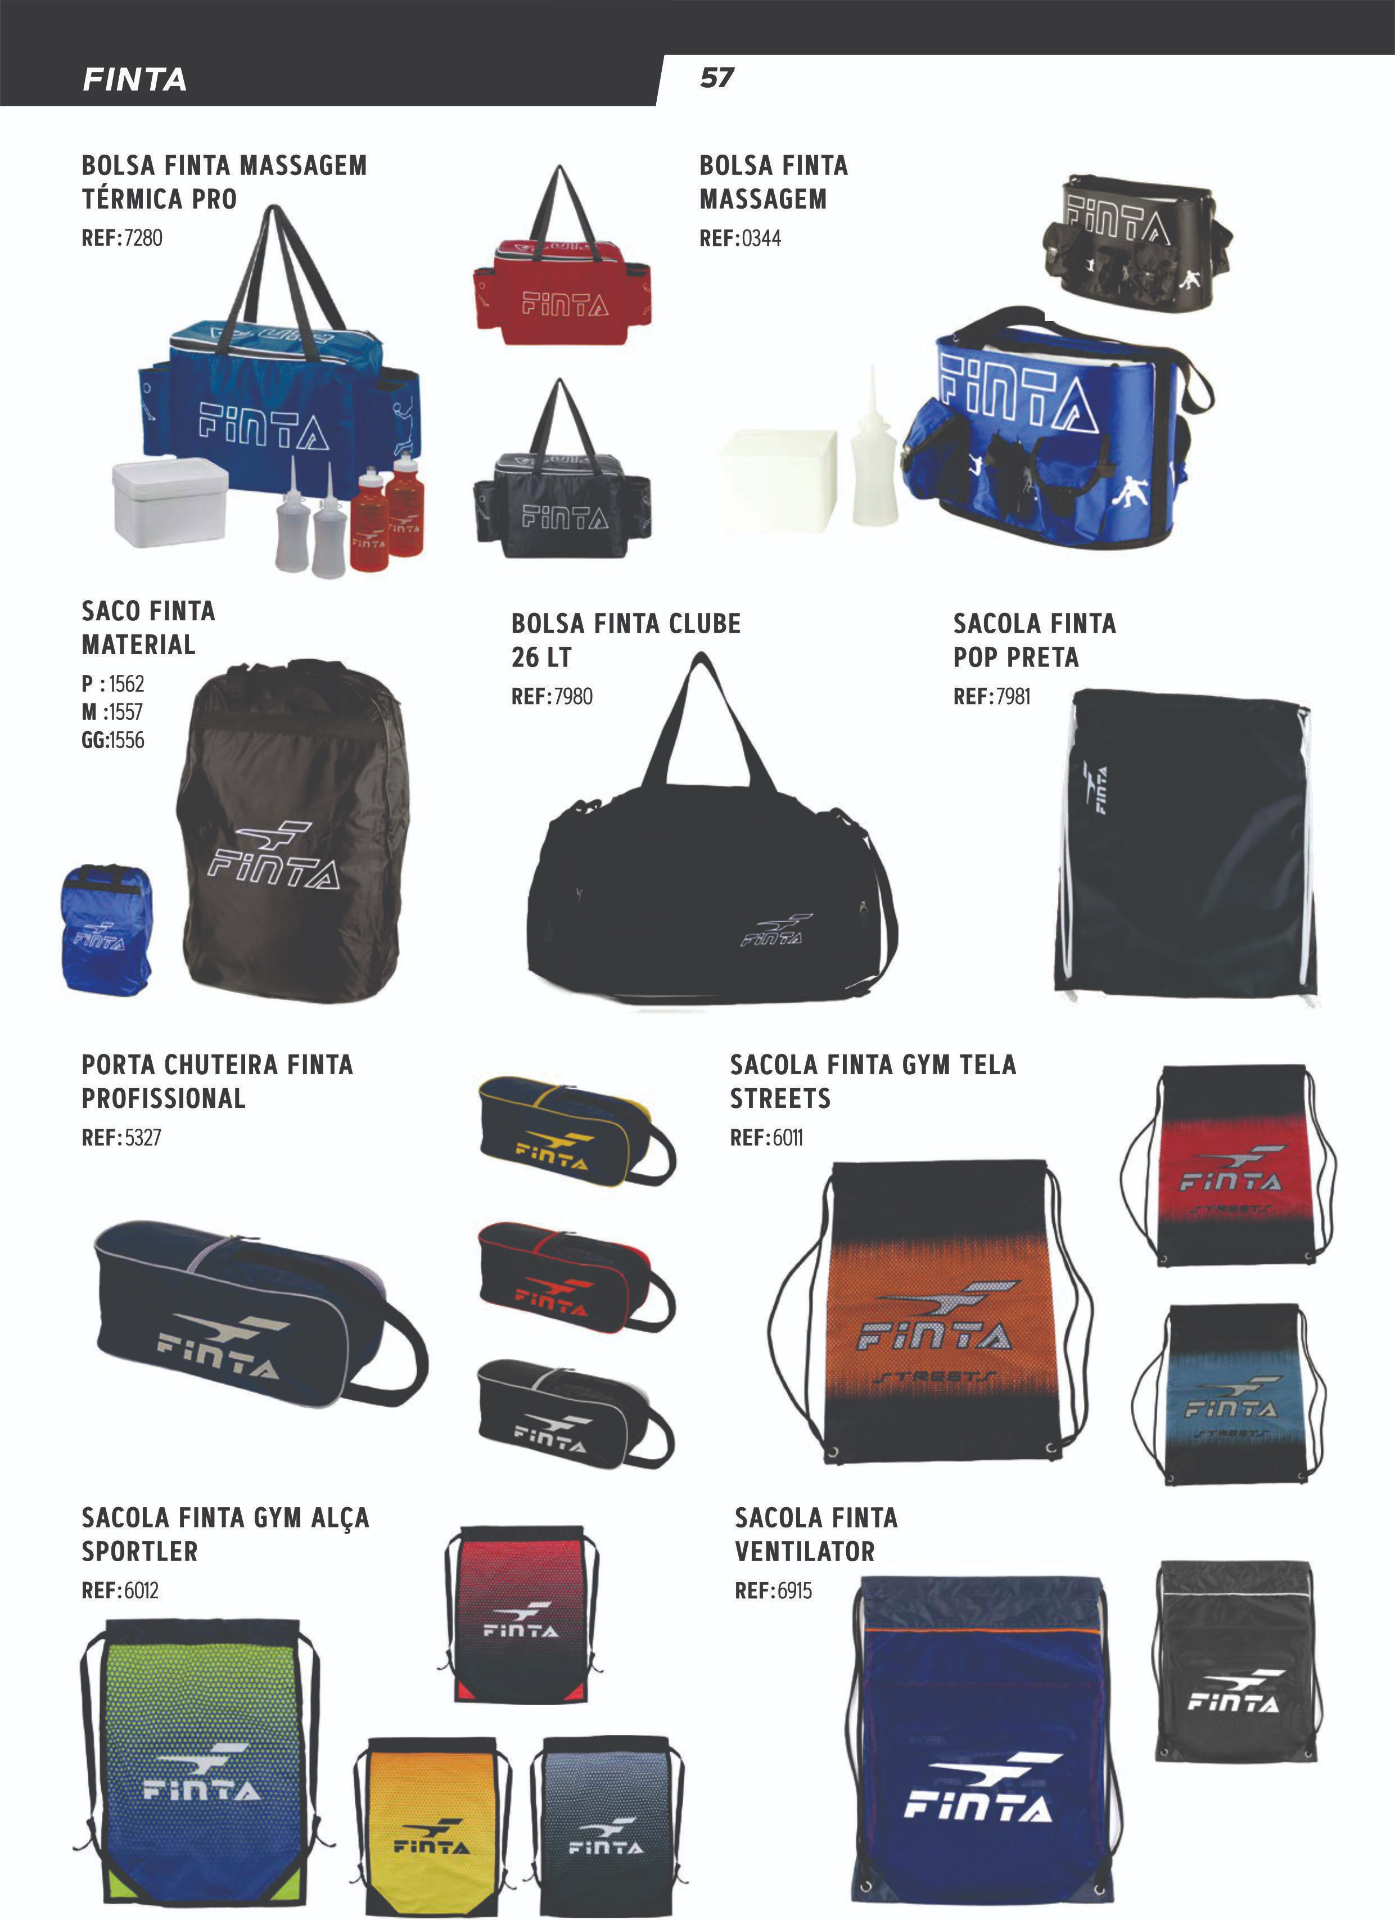 FINTA
57
BOLSA FINTA MASSAGEM
TÉRMICA PRO
REF:7280
FINTA
FINTA
FINTA
FINTA
FINTA
BOLSA FINTA
MASSAGEM
REF:0344
FINTA
FINTA
SACO FINTA
MATERIAL
P :1562
M :1557
GG:1556
FINTA
FINTA
BOLSA FINTA CLUBE
26 LT
REF:7980
FINTA
SACOLA FINTA
POP PRETA
REF:7981
FINTA
PORTA CHUTEIRA FINTA
PROFISSIONAL
REF:5327
FINTA
FINTA
FINTA
FINTA
SACOLA FINTA GYM TELA
STREETS
REF:6011
FINTA
STREETS
FINTA
STREETS
FINTA
STREETS
SACOLA FINTA GYM ALÇA
SPORTLER
REF:6012
FINTA
FINTA
FINTA
FINTA
SACOLA FINTA
VENTILATOR
REF:6915
FINTA
FINTA